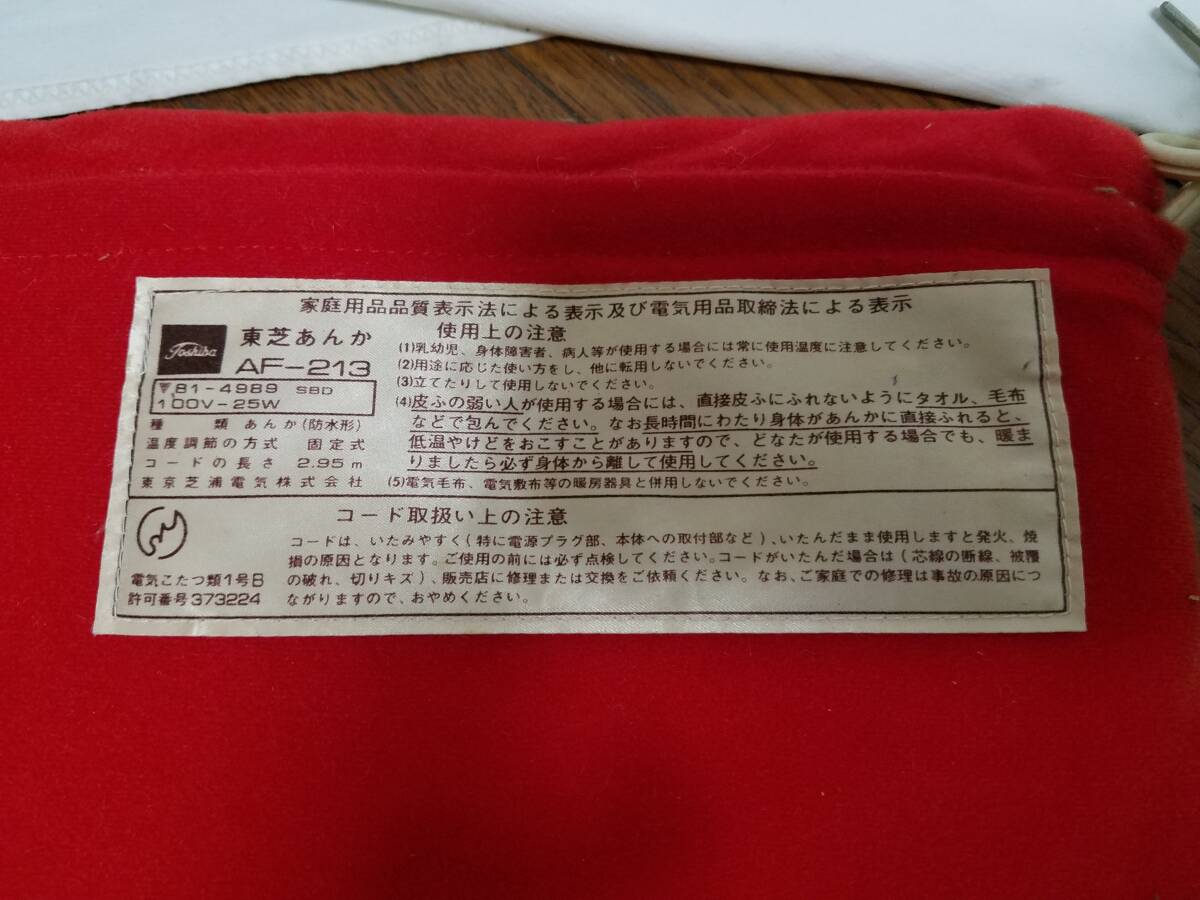 家庭用品品質表示法による表示及び電気用品取締法による表示
Toshiba
東芝あんか
AF-213
▽81-4989 SBD
100V-25W
種類 あんか(防水形)
温度調節の方式 固定式
コードの長さ 2.95m
東京芝浦電気株式会社
使用上の注意
(1)乳幼児、身体障害者、病人等が使用する場合には常に使用温度に注意してください。
(2)用途に応じた使い方をし、他に転用しないでください。
(3)立てたりして使用しないでください。
(4)皮ふの弱い人が使用する場合には、直接皮ふにふれないようにタオル、毛布
などで包んでください。なお長時間にわたり身体があんかに直接ふれると、
低温やけどをおこすことがありますので、どなたが使用する場合でも、暖ま
りましたら必ず身体から離して使用してください。
(5)電気毛布、電気敷布等の暖房器具と併用しないでください。
電気こたつ類1号B
許可番号373224
コード取扱い上の注意
コードは、いたみやすく(特に電源プラグ部、本体への取付部など)、いたんだまま使用しますと発火、焼
損の原因となります。ご使用の前には必ず点検してください。コードがいたんだ場合は(芯線の断線、被覆
の破れ、切りキズ)、販売店に修理または交換をご依頼ください。なお、ご家庭での修理は事故の原因につ
ながりますので、おやめください。